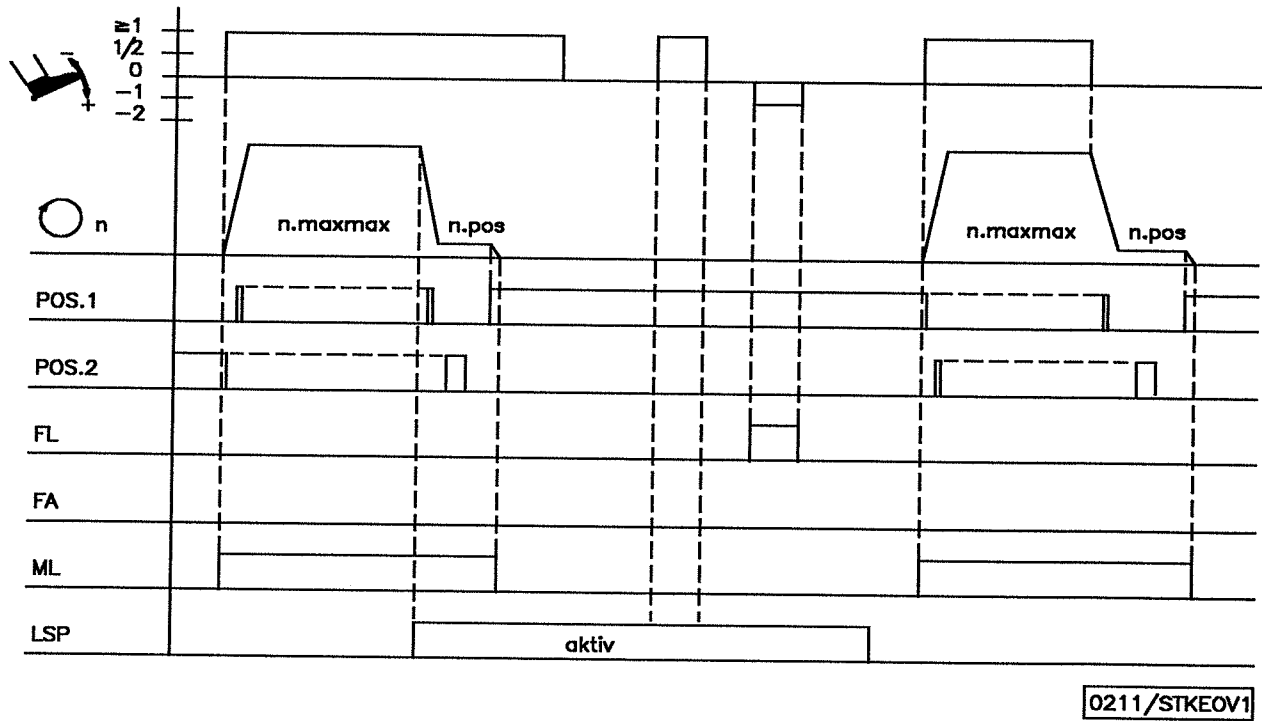 ≥1
1/2
0
−1
−2
−
+
n
n.maxmax
n.pos
n.maxmax
n.pos
POS.1
POS.2
FL
FA
ML
LSP
aktiv
0211/STKEOV1